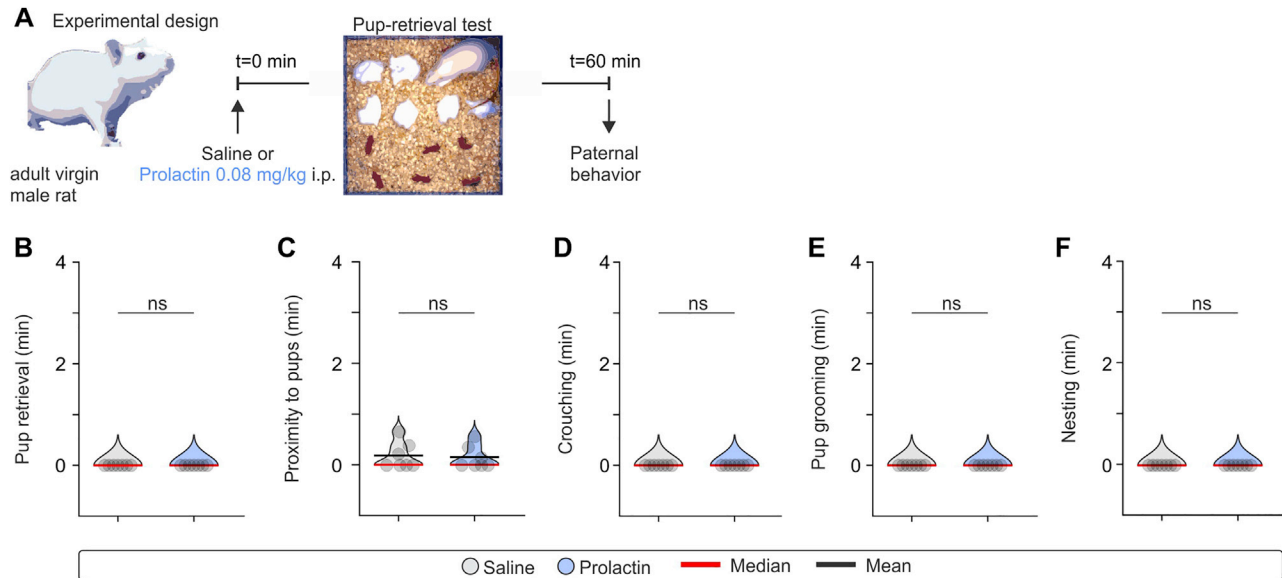 A
Experimental design
Pup-retrieval test
t=0 min
t=60 min
Saline or
Prolactin 0.08 mg/kg i.p.
adult virgin
male rat
Paternal
behavior
B
Pup retrieval (min)
4
2
0
ns
C
Proximity to pups (min)
4
2
0
ns
D
Crouching (min)
4
2
0
ns
E
Pup grooming (min)
4
2
0
ns
F
Nesting (min)
4
2
0
ns
Saline Prolactin Median Mean